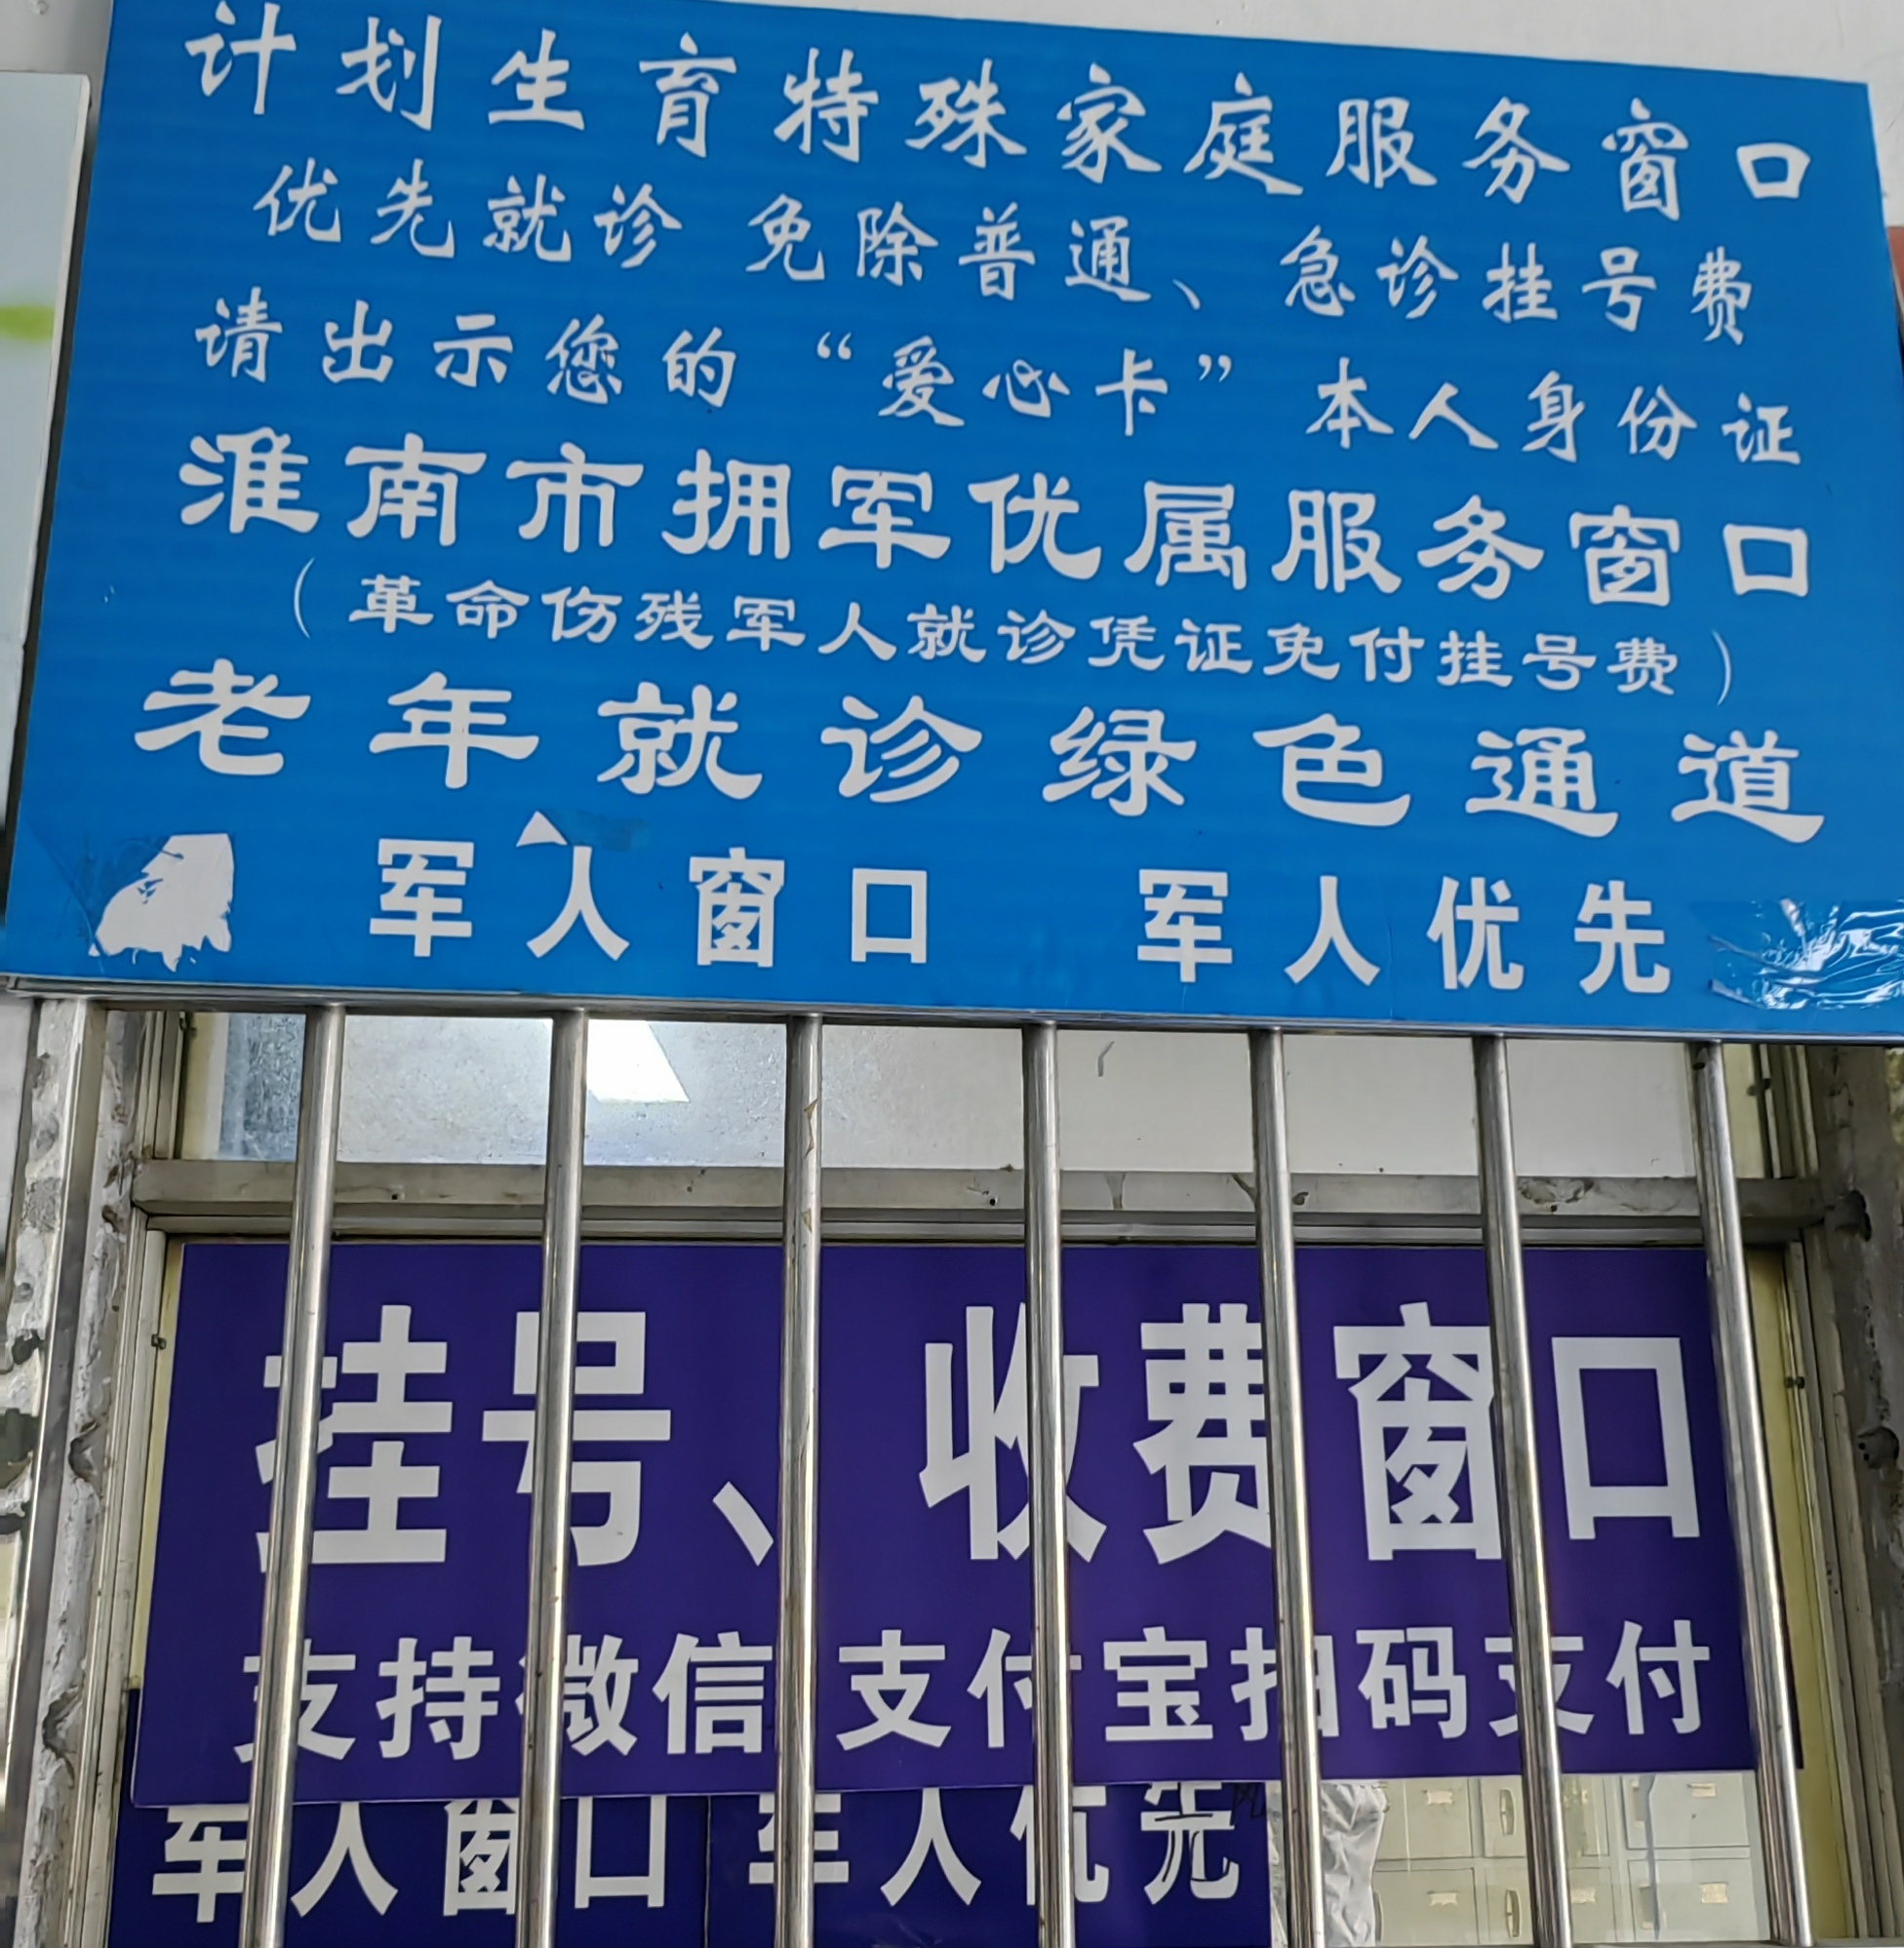 计划生育特殊家庭服务窗口
优先就诊 免除普通、急诊挂号费
请出示您的“爱心卡”本人身份证
淮南市拥军优属服务窗口
（革命伤残军人就诊凭证免付挂号费）
老年就诊绿色通道
军人窗口 军人优先
挂号、收费窗口
支持微信 支付宝扫码支付
军人窗口 军人优先